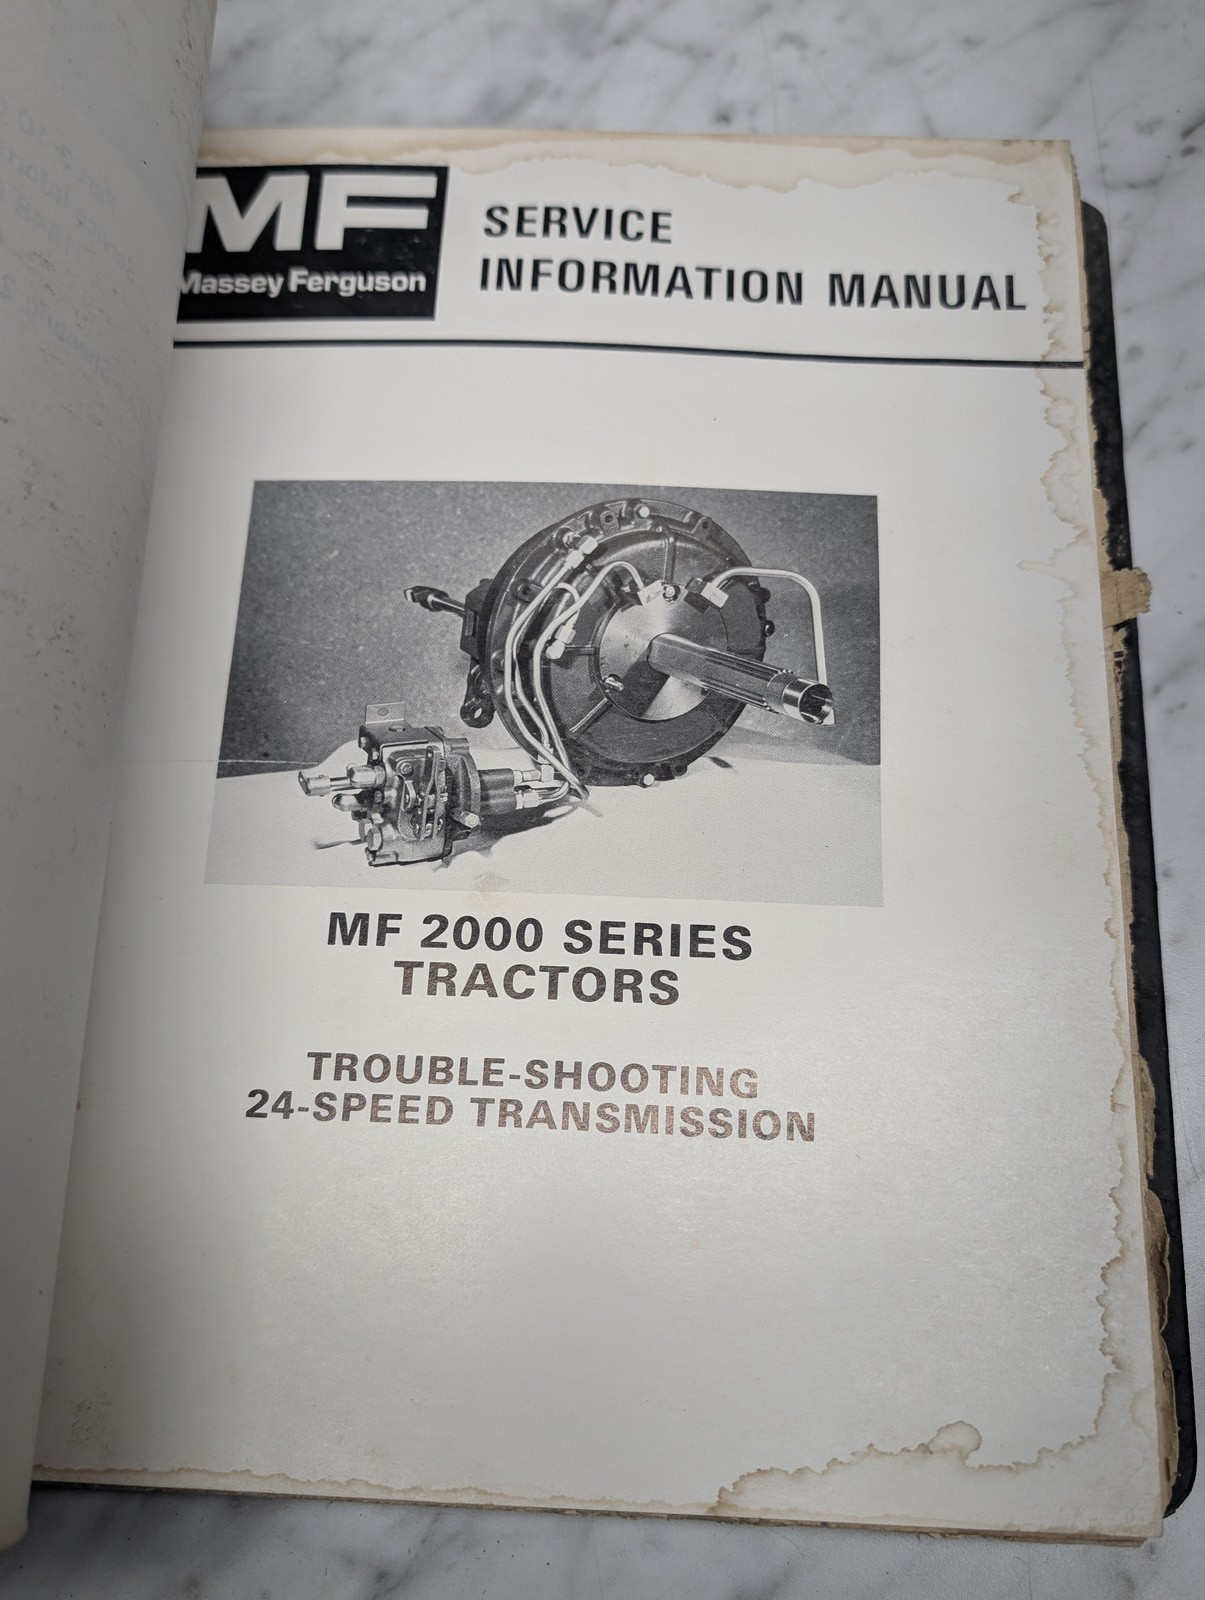 MF
Massey Ferguson
SERVICE
INFORMATION MANUAL
MF 2000 SERIES
TRACTORS
TROUBLE-SHOOTING
24-SPEED TRANSMISSION